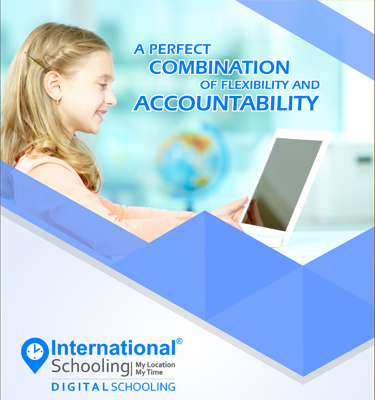 A PERFECT
COMBINATION
OF FLEXIBILITY AND
ACCOUNTABILITY
International®
Schooling | My Location
My Time
DIGITAL SCHOOLING